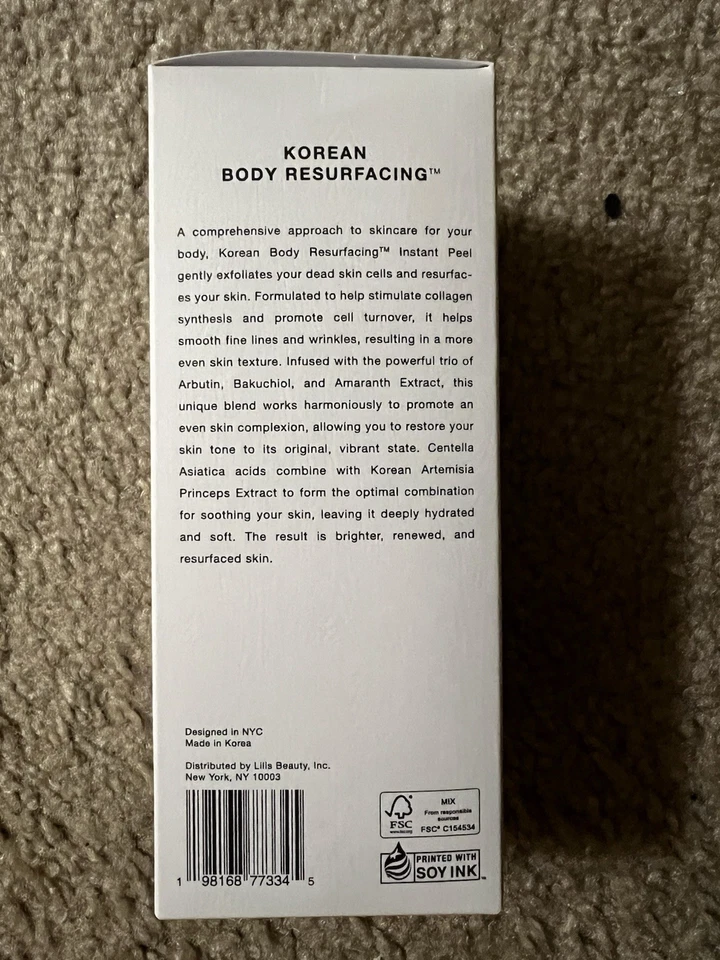 KOREAN
BODY RESURFACING™
A comprehensive approach to skincare for your
body, Korean Body Resurfacing™ Instant Peel
gently exfoliates your dead skin cells and resurfac-
es your skin. Formulated to help stimulate collagen
synthesis and promote cell turnover, it helps
smooth fine lines and wrinkles, resulting in a more
even skin texture. Infused with the powerful trio of
Arbutin, Bakuchiol, and Amaranth Extract, this
unique blend works harmoniously to promote an
even skin complexion, allowing you to restore your
skin tone to its original, vibrant state. Centella
Asiatica acids combine with Korean Artemisia
Princeps Extract to form the optimal combination
for soothing your skin, leaving it deeply hydrated
and soft. The result is brighter, renewed, and
resurfaced skin.
Designed in NYC
Made in Korea
Distributed by Lilis Beauty, Inc.
New York, NY 10003
1 98168 77334 5
FSC
www.fsc.org
MIX
From responsible
sources
FSC® C154534
PRINTED WITH
SOY INK™